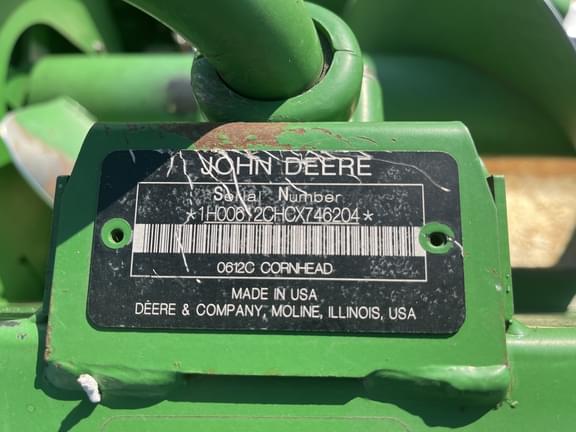 JOHN DEERE
Serial Number
*1H00612CHCX746204*
0612C CORNHEAD
MADE IN USA
DEERE & COMPANY, MOLINE, ILLINOIS, USA